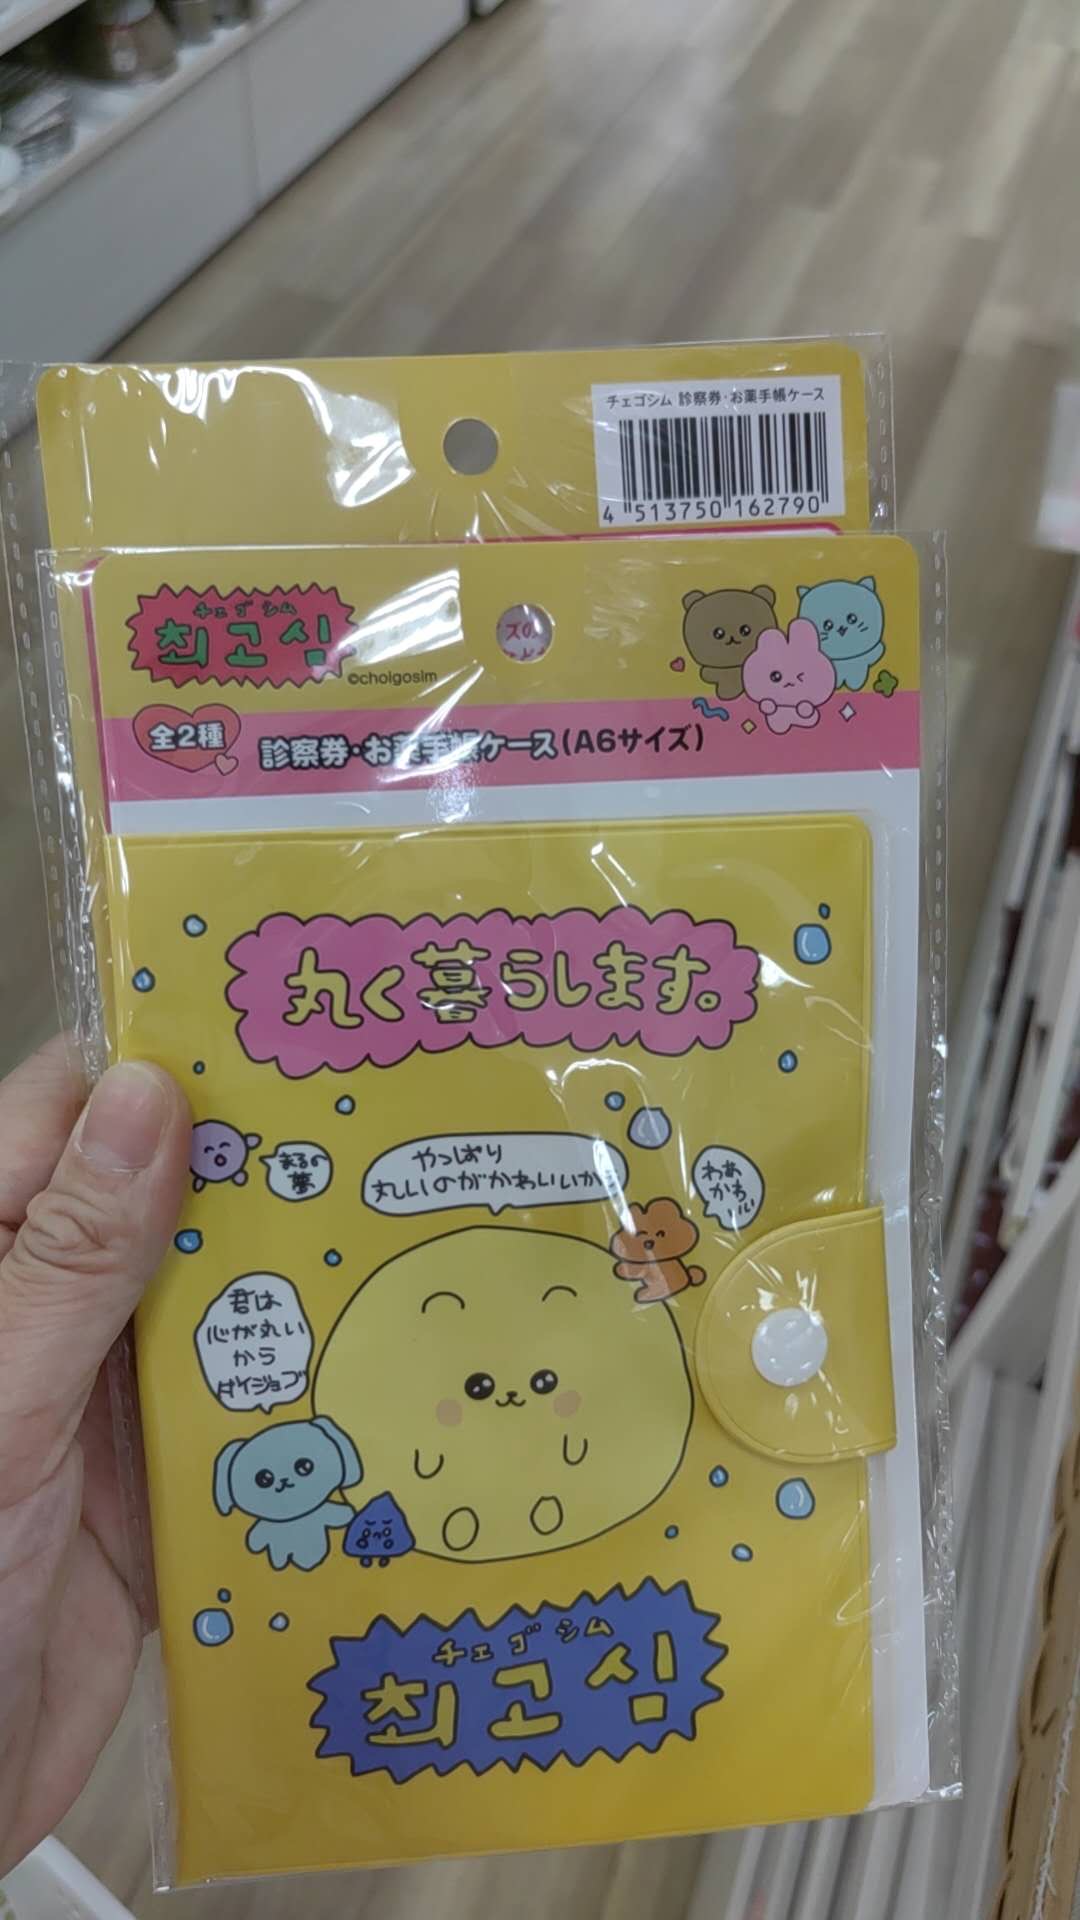 チェゴシム 診察券・お薬手帳ケース
4 513750 162790
チェゴシム
최고심
©choigosim
ズの
全2種
診察券・お薬手帳ケース(A6サイズ)
丸く暮らします。
まるの
夢
やっぱり
丸いのがかわいいか
わあ
かわいい
君は
心が丸い
から
ダイジョブ
チェゴシム
최고심